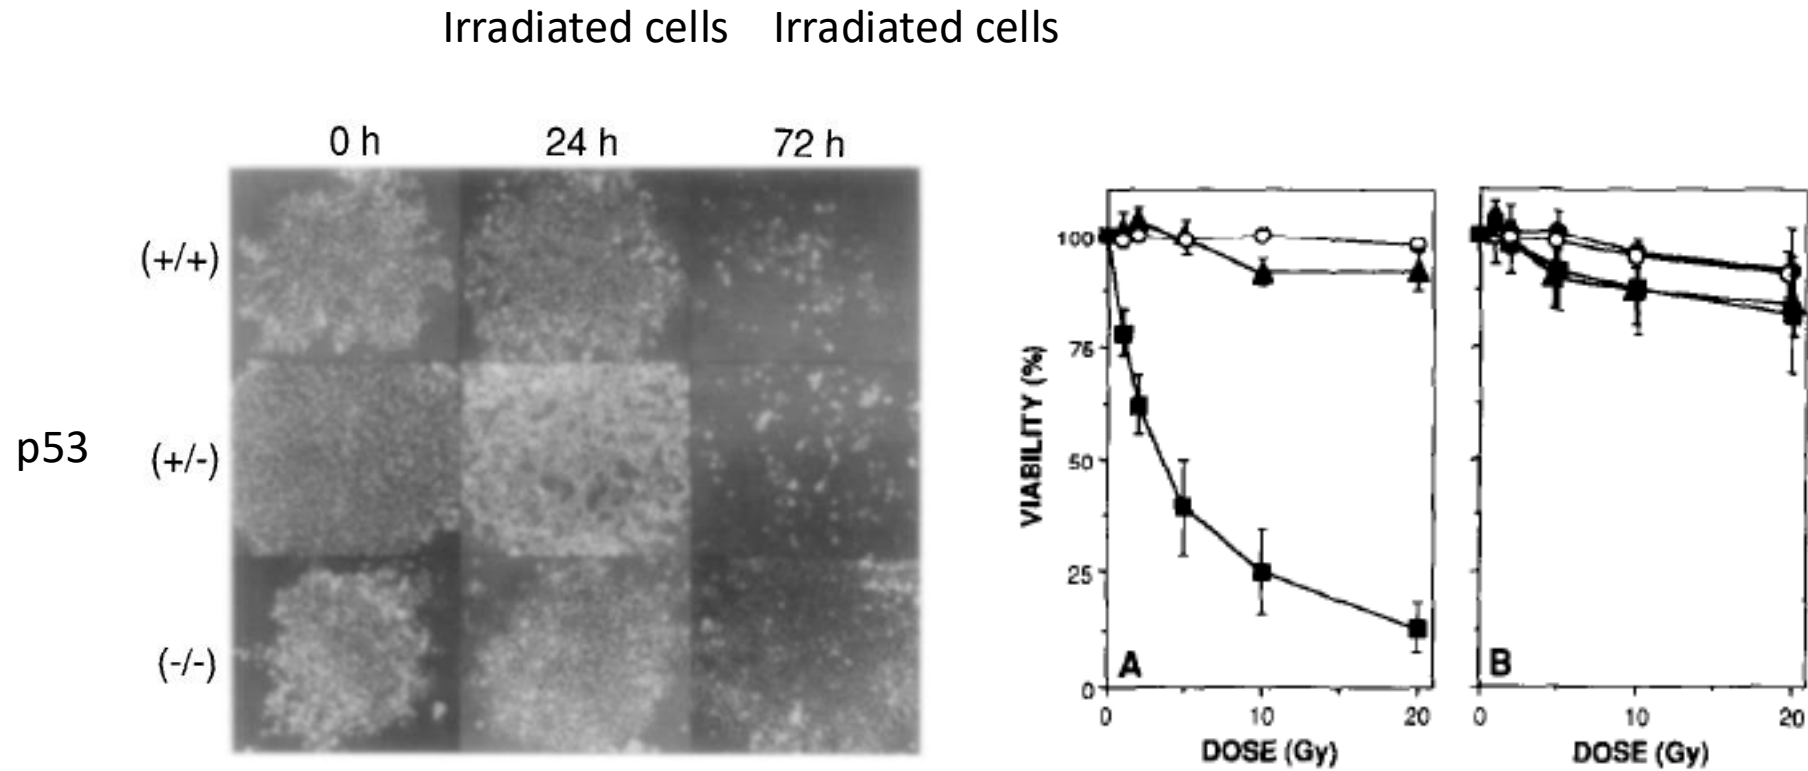 Irradiated cells Irradiated cells
0 h 24 h 72 h
p53
(+/+)
(+/-)
(-/-)
VIABILITY (%)
100
75
50
25
0
A
0 10 20
DOSE (Gy)
B
0 10 20
DOSE (Gy)